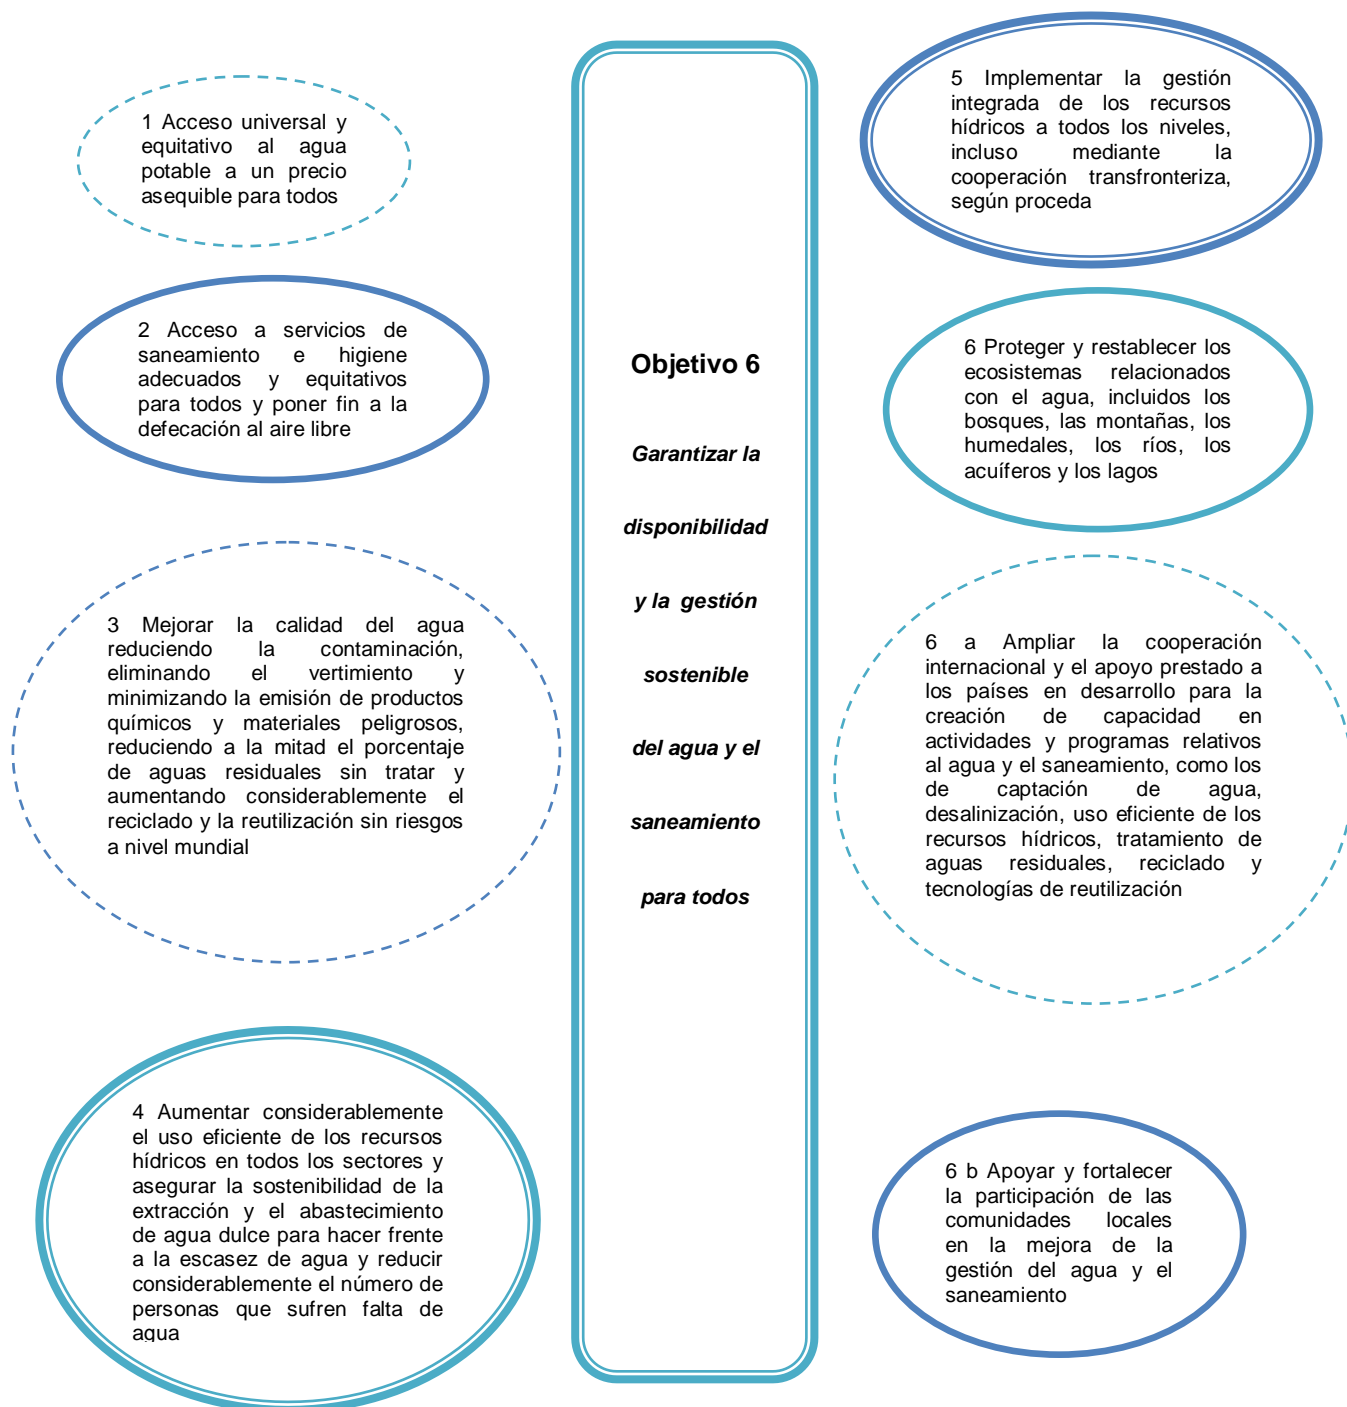 1 Acceso universal y
equitativo al agua
potable a un precio
asequible para todos
2 Acceso a servicios de
saneamiento e higiene
adecuados y equitativos
para todos y poner fin a la
defecación al aire libre
3 Mejorar la calidad del agua
reduciendo la contaminación,
eliminando el vertimiento y
minimizando la emisión de productos
químicos y materiales peligrosos,
reduciendo a la mitad el porcentaje
de aguas residuales sin tratar y
aumentando considerablemente el
reciclado y la reutilización sin riesgos
a nivel mundial
4 Aumentar considerablemente
el uso eficiente de los recursos
hídricos en todos los sectores y
asegurar la sostenibilidad de la
extracción y el abastecimiento
de agua dulce para hacer frente
a la escasez de agua y reducir
considerablemente el número de
personas que sufren falta de
agua
Objetivo 6
Garantizar la
disponibilidad
y la gestión
sostenible
del agua y el
saneamiento
para todos
5 Implementar la gestión
integrada de los recursos
hídricos a todos los niveles,
incluso mediante la
cooperación transfronteriza,
según proceda
6 Proteger y restablecer los
ecosistemas relacionados
con el agua, incluidos los
bosques, las montañas, los
humedales, los ríos, los
acuíferos y los lagos
6 a Ampliar la cooperación
internacional y el apoyo prestado a
los países en desarrollo para la
creación de capacidad en
actividades y programas relativos
al agua y el saneamiento, como los
de captación de agua,
desalinización, uso eficiente de los
recursos hídricos, tratamiento de
aguas residuales, reciclado y
tecnologías de reutilización
6 b Apoyar y fortalecer
la participación de las
comunidades locales
en la mejora de la
gestión del agua y el
saneamiento